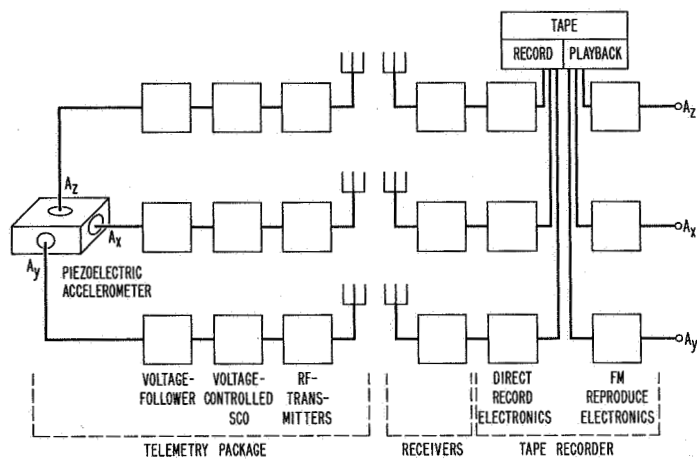 TAPE
RECORD PLAYBACK
Az
Az
Ax
Ax
Ay
PIEZOELECTRIC
ACCELEROMETER
Ay
VOLTAGE-
FOLLOWER
VOLTAGE-
CONTROLLED
SCO
RF-
TRANS-
MITTERS
DIRECT
RECORD
ELECTRONICS
FM
REPRODUCE
ELECTRONICS
TELEMETRY PACKAGE
RECEIVERS
TAPE RECORDER